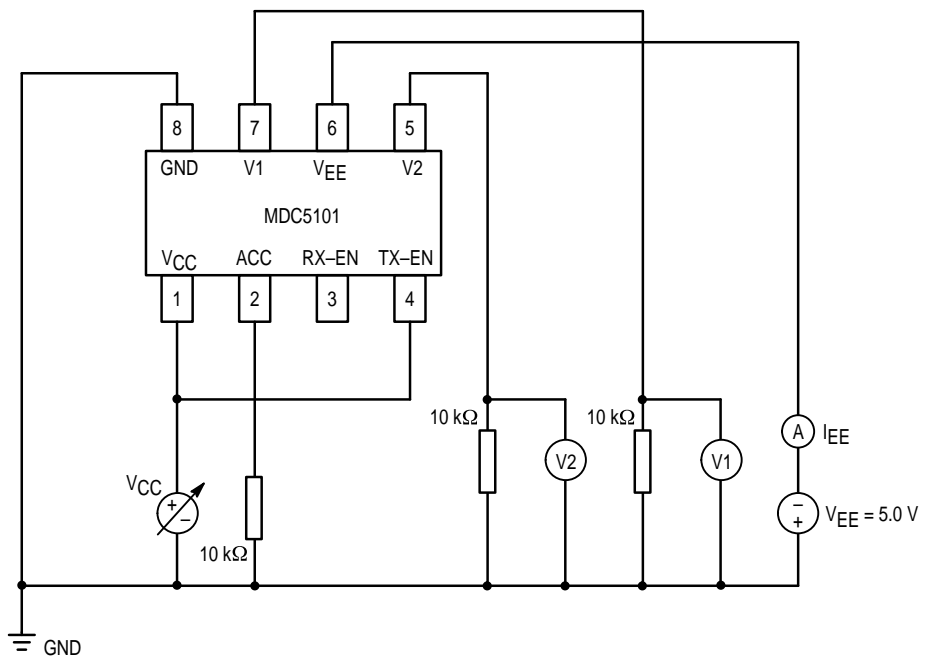 8 7 6 5
GND V1 VEE V2
MDC5101
VCC ACC RX–EN TX–EN
1 2 3 4
10 kΩ 10 kΩ
A IEE
V2 V1
VCC
+ –
– +
VEE = 5.0 V
10 kΩ
GND